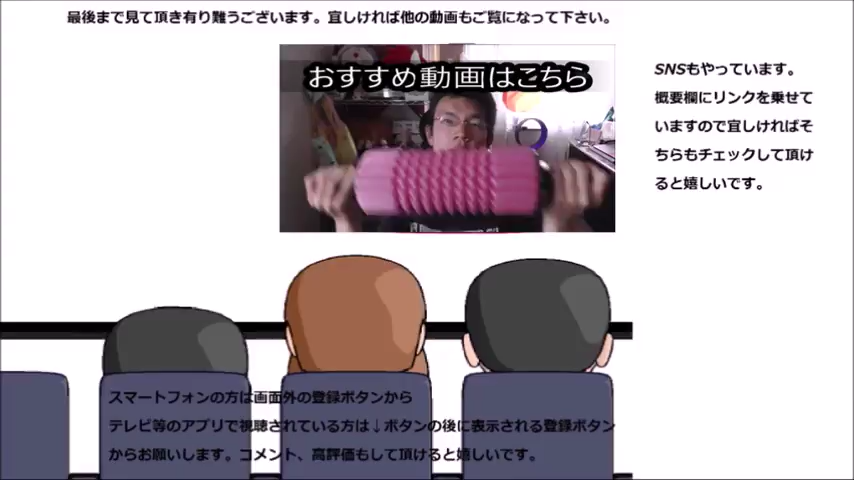 最後まで見て頂き有り難うございます。宜しければ他の動画もご覧になって下さい。
おすすめ動画はこちら
SNSもやっています。
概要欄にリンクを乗せて
いますので宜しければそ
ちらもチェックして頂け
ると嬉しいです。
スマートフォンの方は画面外の登録ボタンから
テレビ等のアプリで視聴されている方は↓ボタンの後に表示される登録ボタン
からお願いします。コメント、高評価もして頂けると嬉しいです。